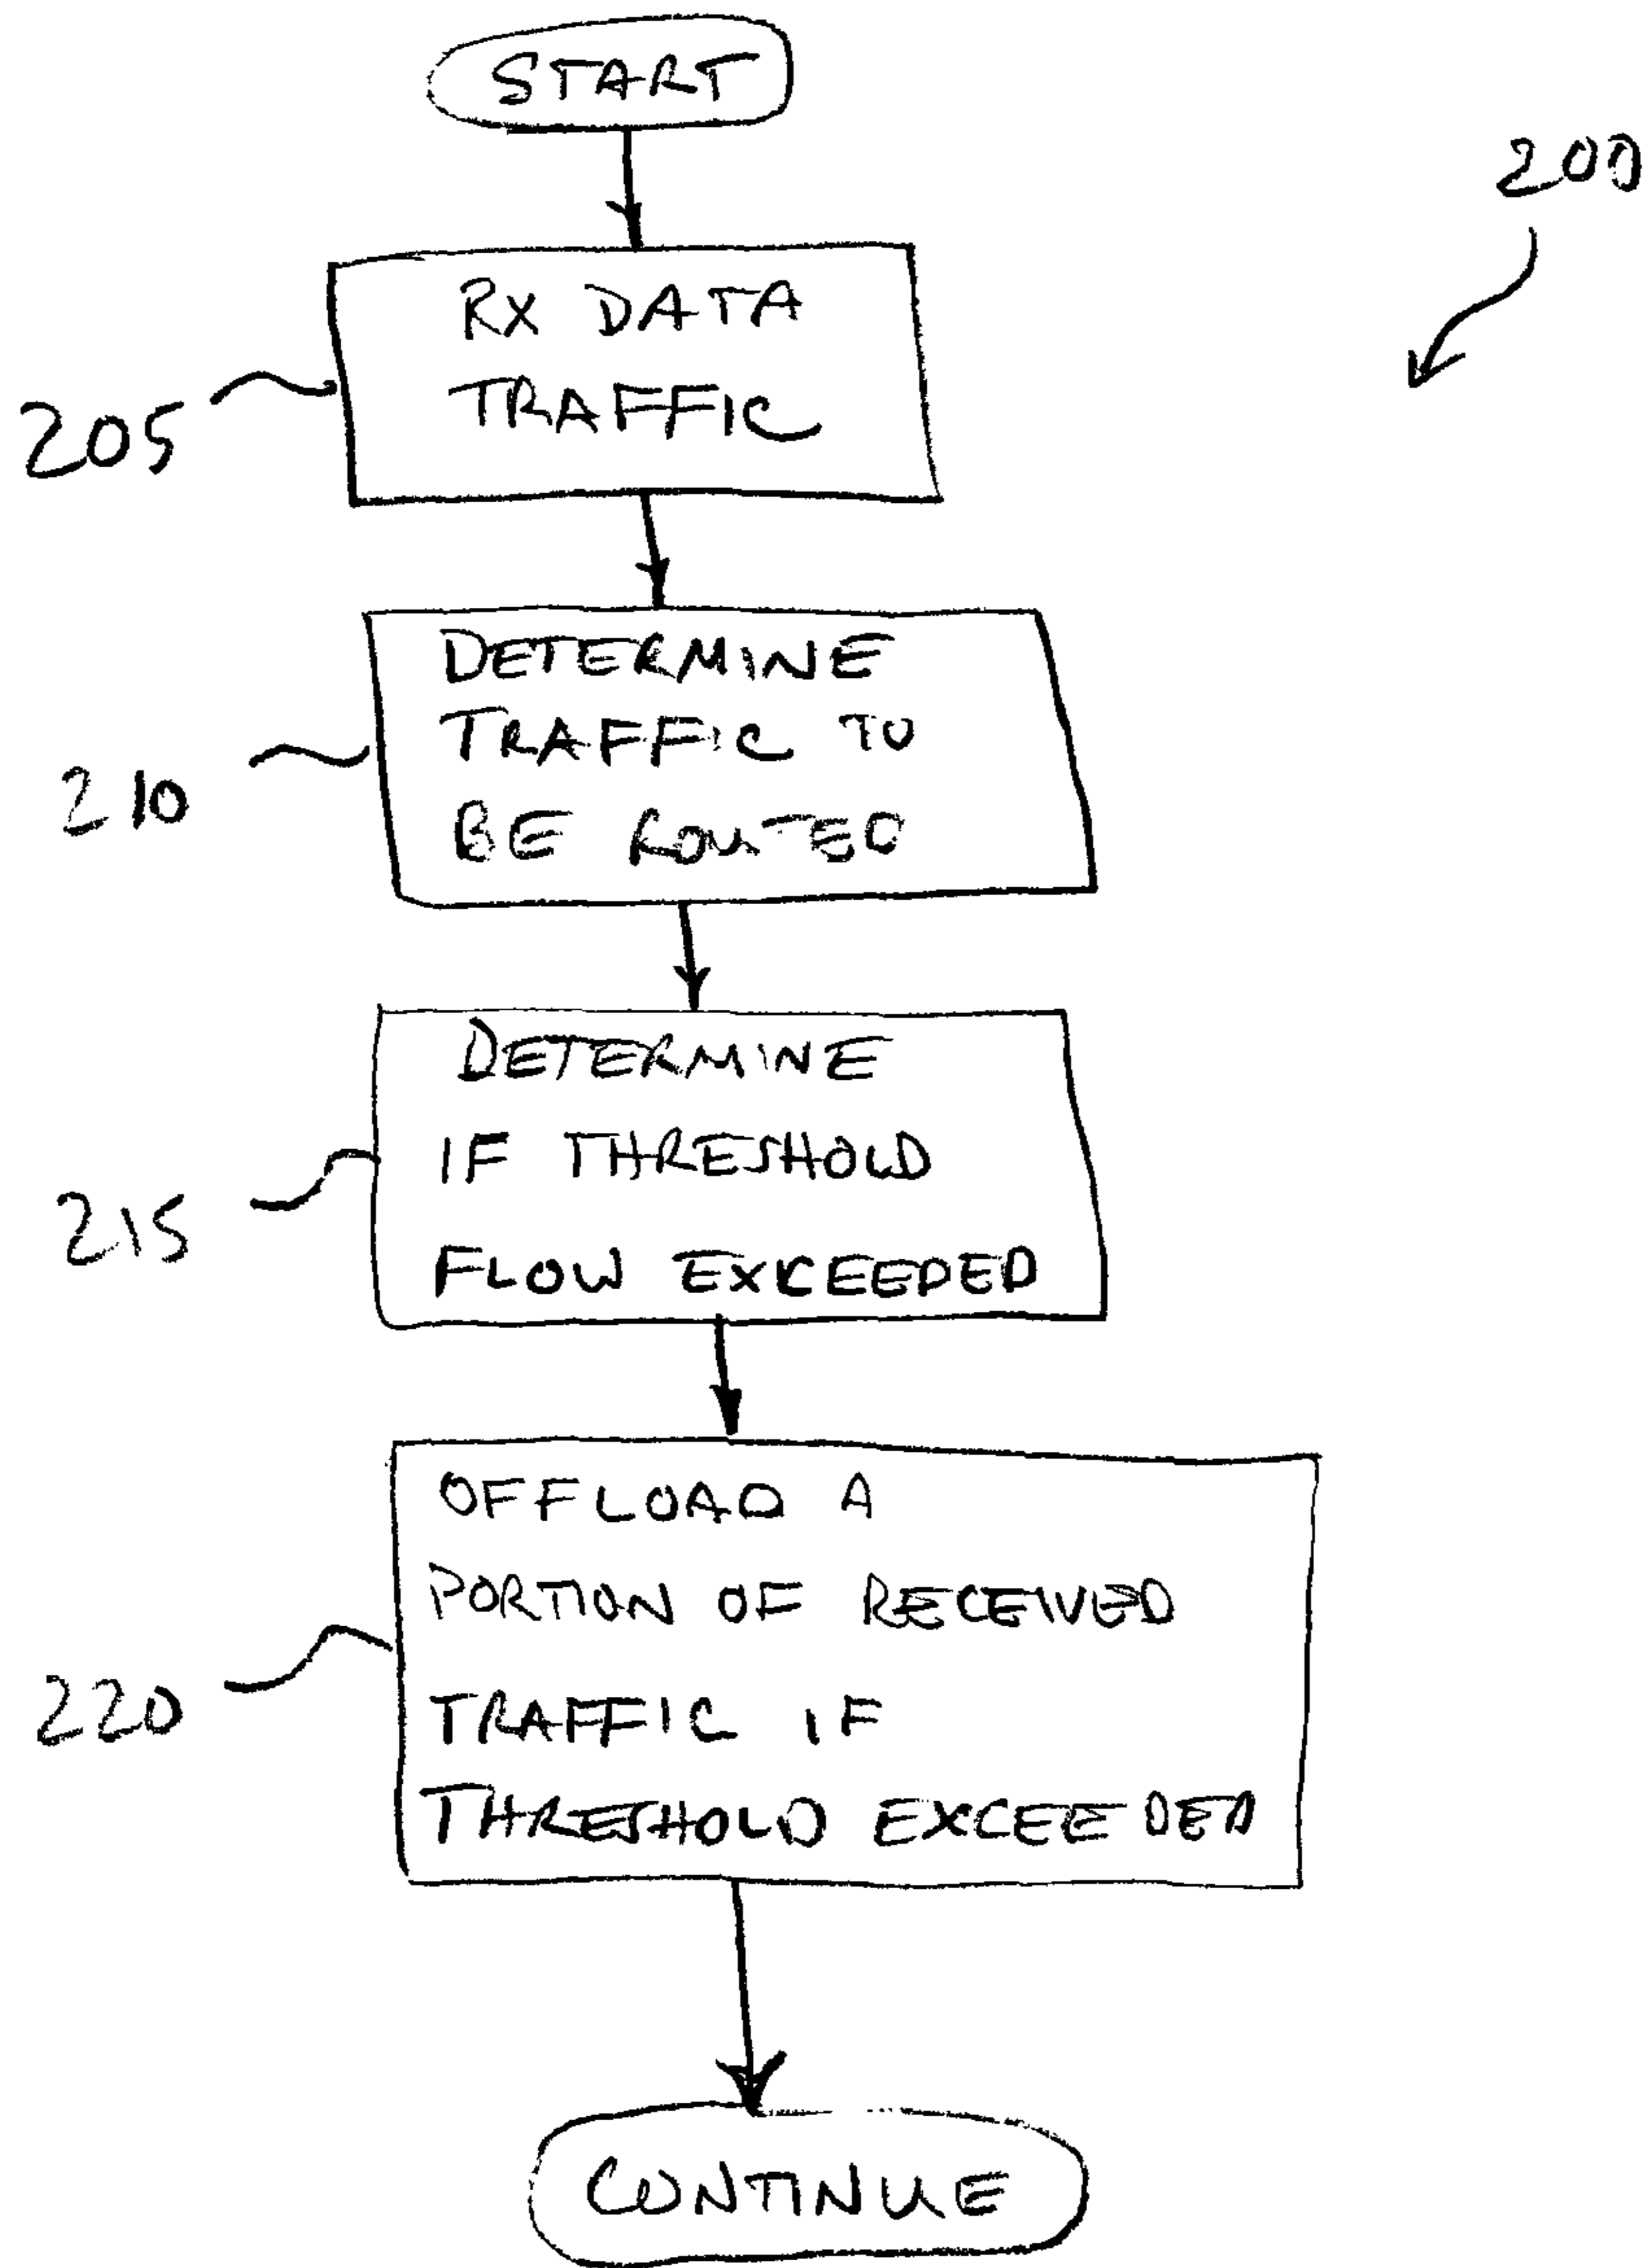 START
200
RX DATA
TRAFFIC
205
DETERMINE
TRAFFIC TO
BE ROUTED
210
DETERMINE
IF THRESHOLD
FLOW EXCEEDED
215
OFFLOAD A
PORTION OF RECEIVED
TRAFFIC IF
THRESHOLD EXCEEDED
220
CONTINUE